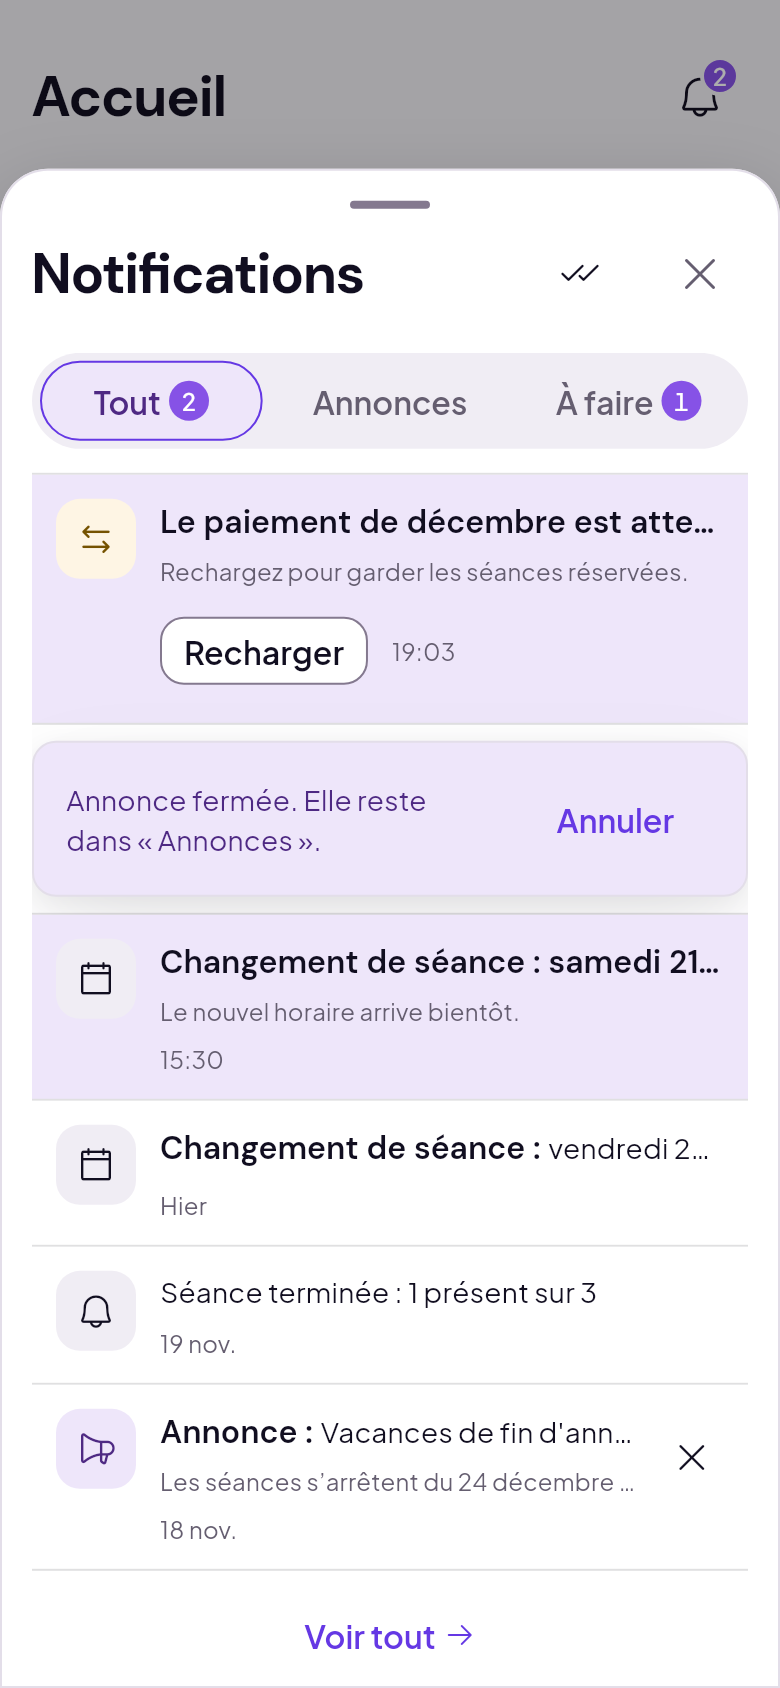 Accueil
2
Notifications
Tout 2 Annonces À faire 1
Le paiement de décembre est atte...
Rechargez pour garder les séances réservées.
Recharger 19:03
Annonce fermée. Elle reste
dans « Annonces ».
Annuler
Changement de séance : samedi 21...
Le nouvel horaire arrive bientôt.
15:30
Changement de séance : vendredi 2...
Hier
Séance terminée : 1 présent sur 3
19 nov.
Annonce : Vacances de fin d'ann...
Les séances s’arrêtent du 24 décembre ...
18 nov.
Voir tout →